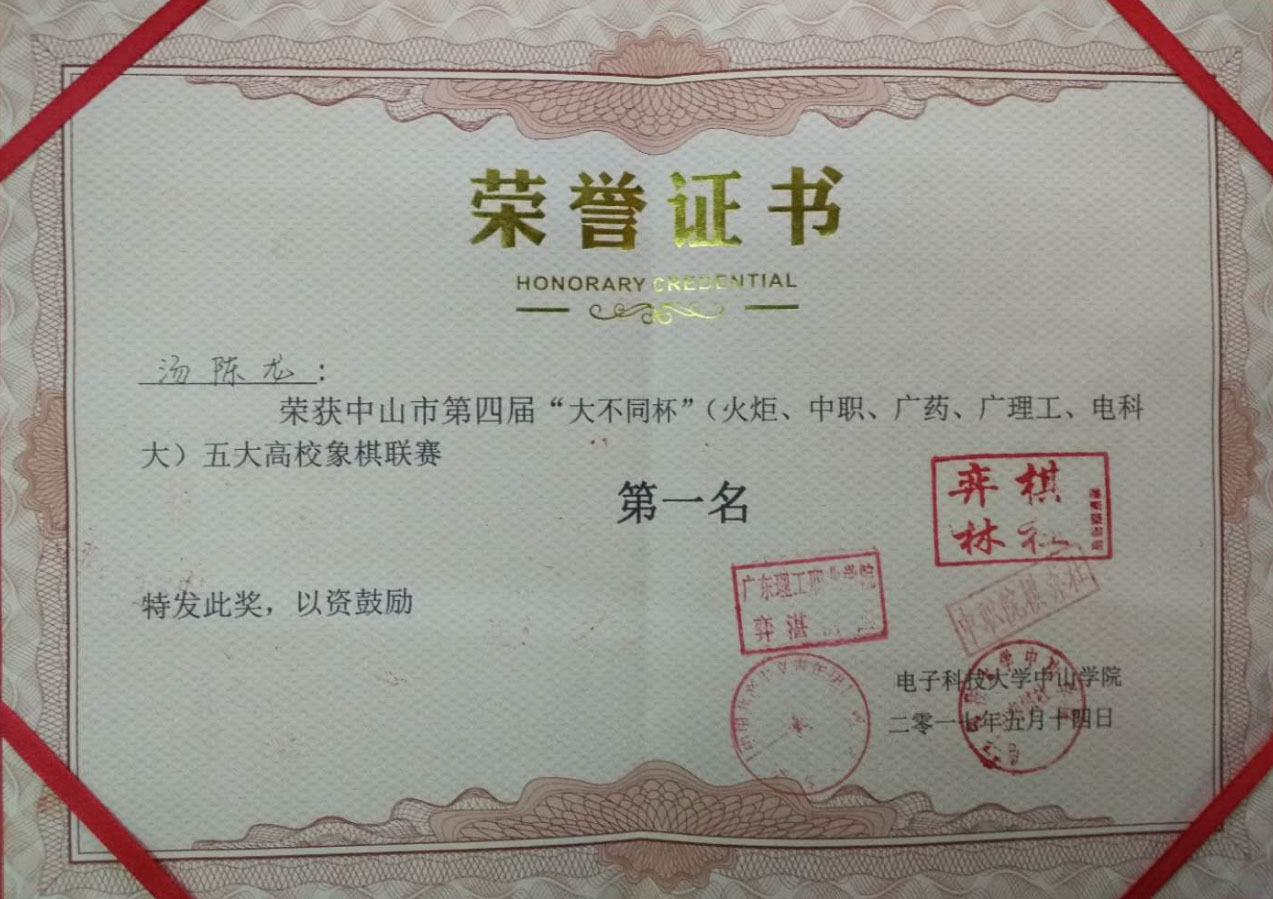 荣誉证书
HONORARY CREDENTIAL
汤陈龙：
荣获中山市第四届“大不同杯”（火炬、中职、广药、广理工、电科
大）五大高校象棋联赛
第一名
特发此奖，以资鼓励
弈棋
林社
广东理工职业学院
弈湛
中职院棋社
电子科技大学中山学院
二零一七年五月十四日